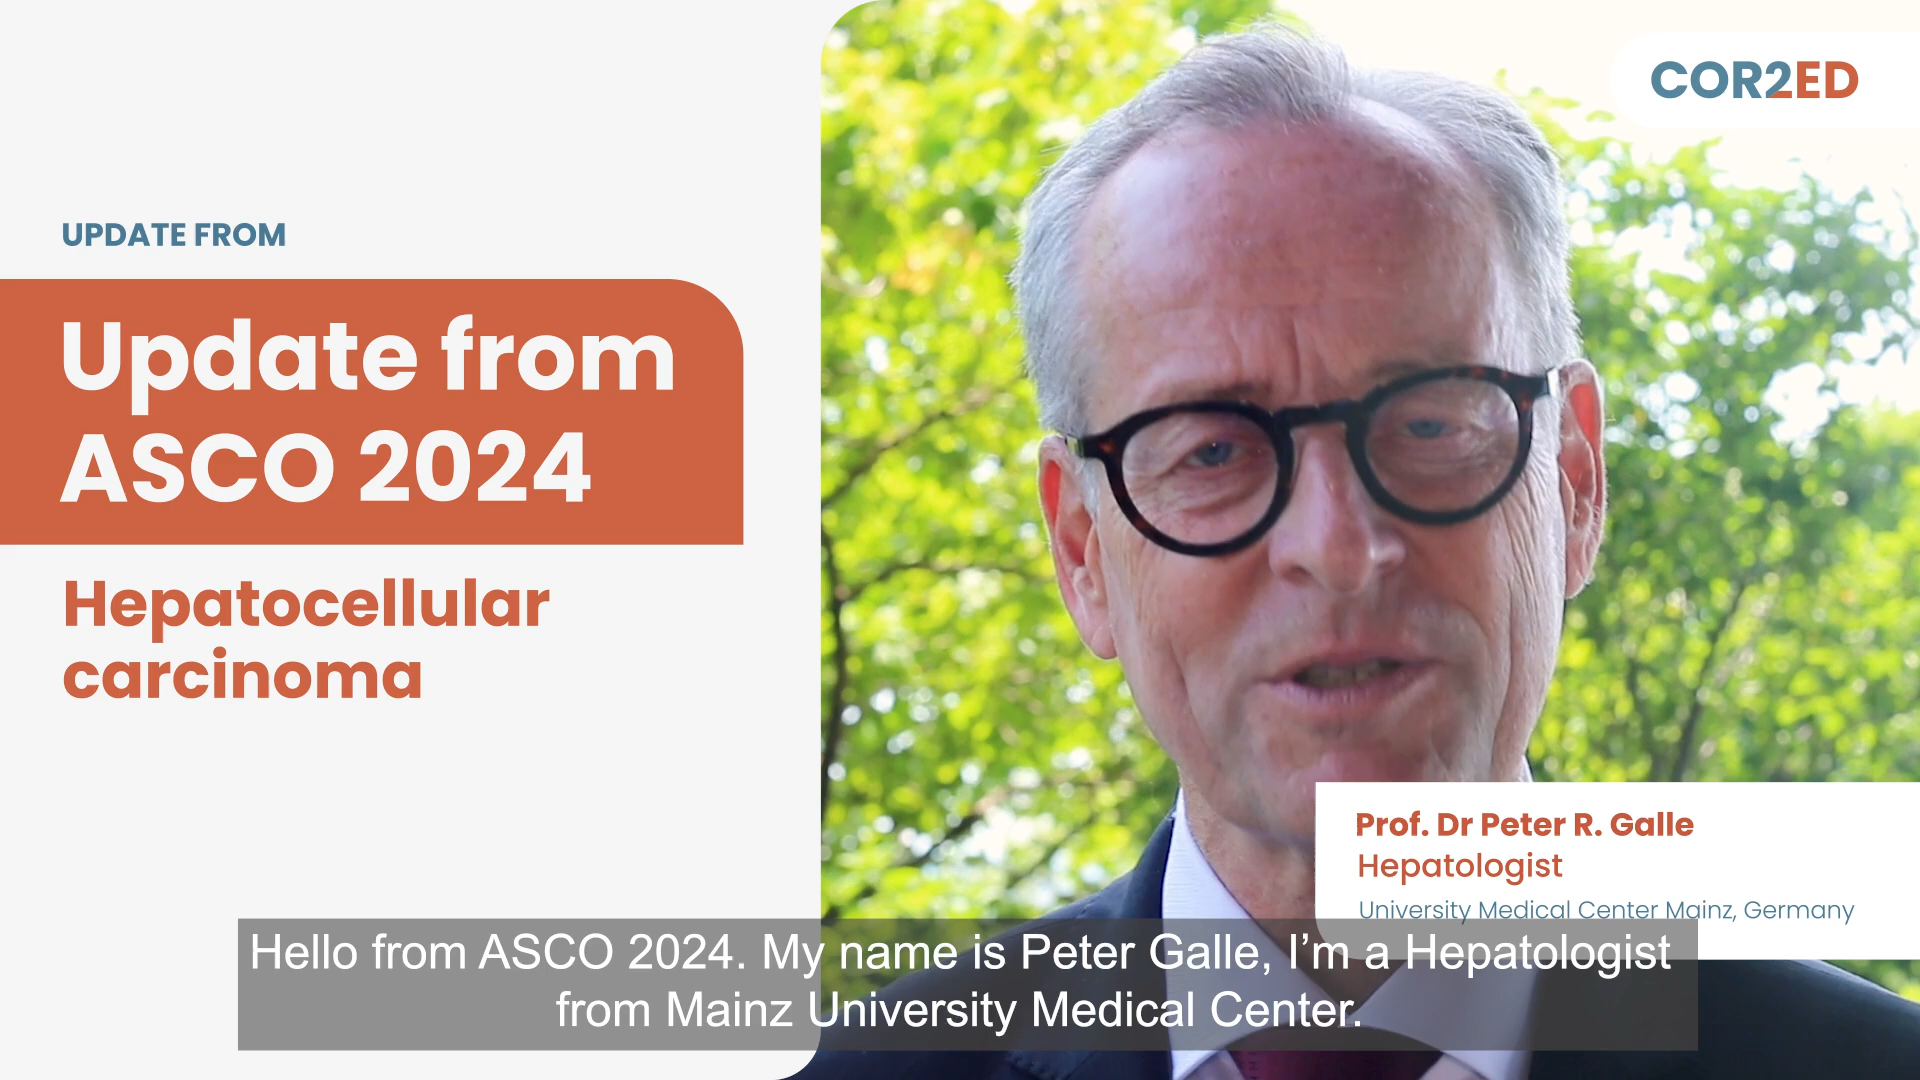 COR2ED
UPDATE FROM
Update from
ASCO 2024
Hepatocellular
carcinoma
Prof. Dr Peter R. Galle
Hepatologist
University Medical Center Mainz, Germany
Hello from ASCO 2024. My name is Peter Galle, I’m a Hepatologist
from Mainz University Medical Center.